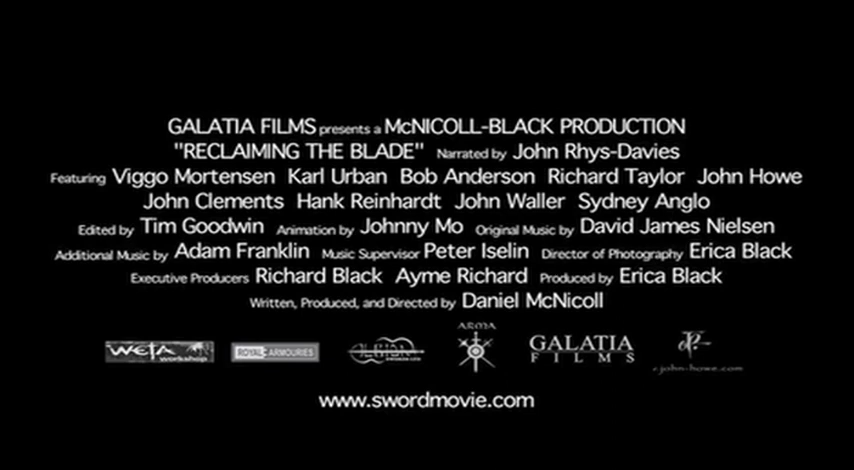 GALATIA FILMS presents a McNICOLL-BLACK PRODUCTION
"RECLAIMING THE BLADE" Narrated by John Rhys-Davies
Featuring Viggo Mortensen Karl Urban Bob Anderson Richard Taylor John Howe
John Clements Hank Reinhardt John Waller Sydney Anglo
Edited by Tim Goodwin Animation by Johnny Mo Original Music by David James Nielsen
Additional Music by Adam Franklin Music Supervisor Peter Iselin Director of Photography Erica Black
Executive Producers Richard Black Ayme Richard Produced by Erica Black
Written, Produced, and Directed by Daniel McNicoll
WETA workshop ROYAL ARMOURIES ARMA GALATIA FILMS john-howe.com
www.swordmovie.com